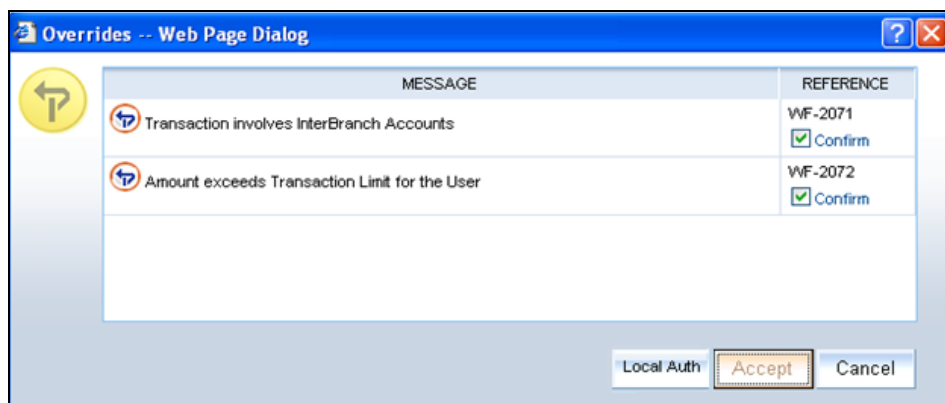 Overrides -- Web Page Dialog
MESSAGE REFERENCE
Transaction involves InterBranch Accounts WF-2071
Confirm
Amount exceeds Transaction Limit for the User WF-2072
Confirm
Local Auth Accept Cancel